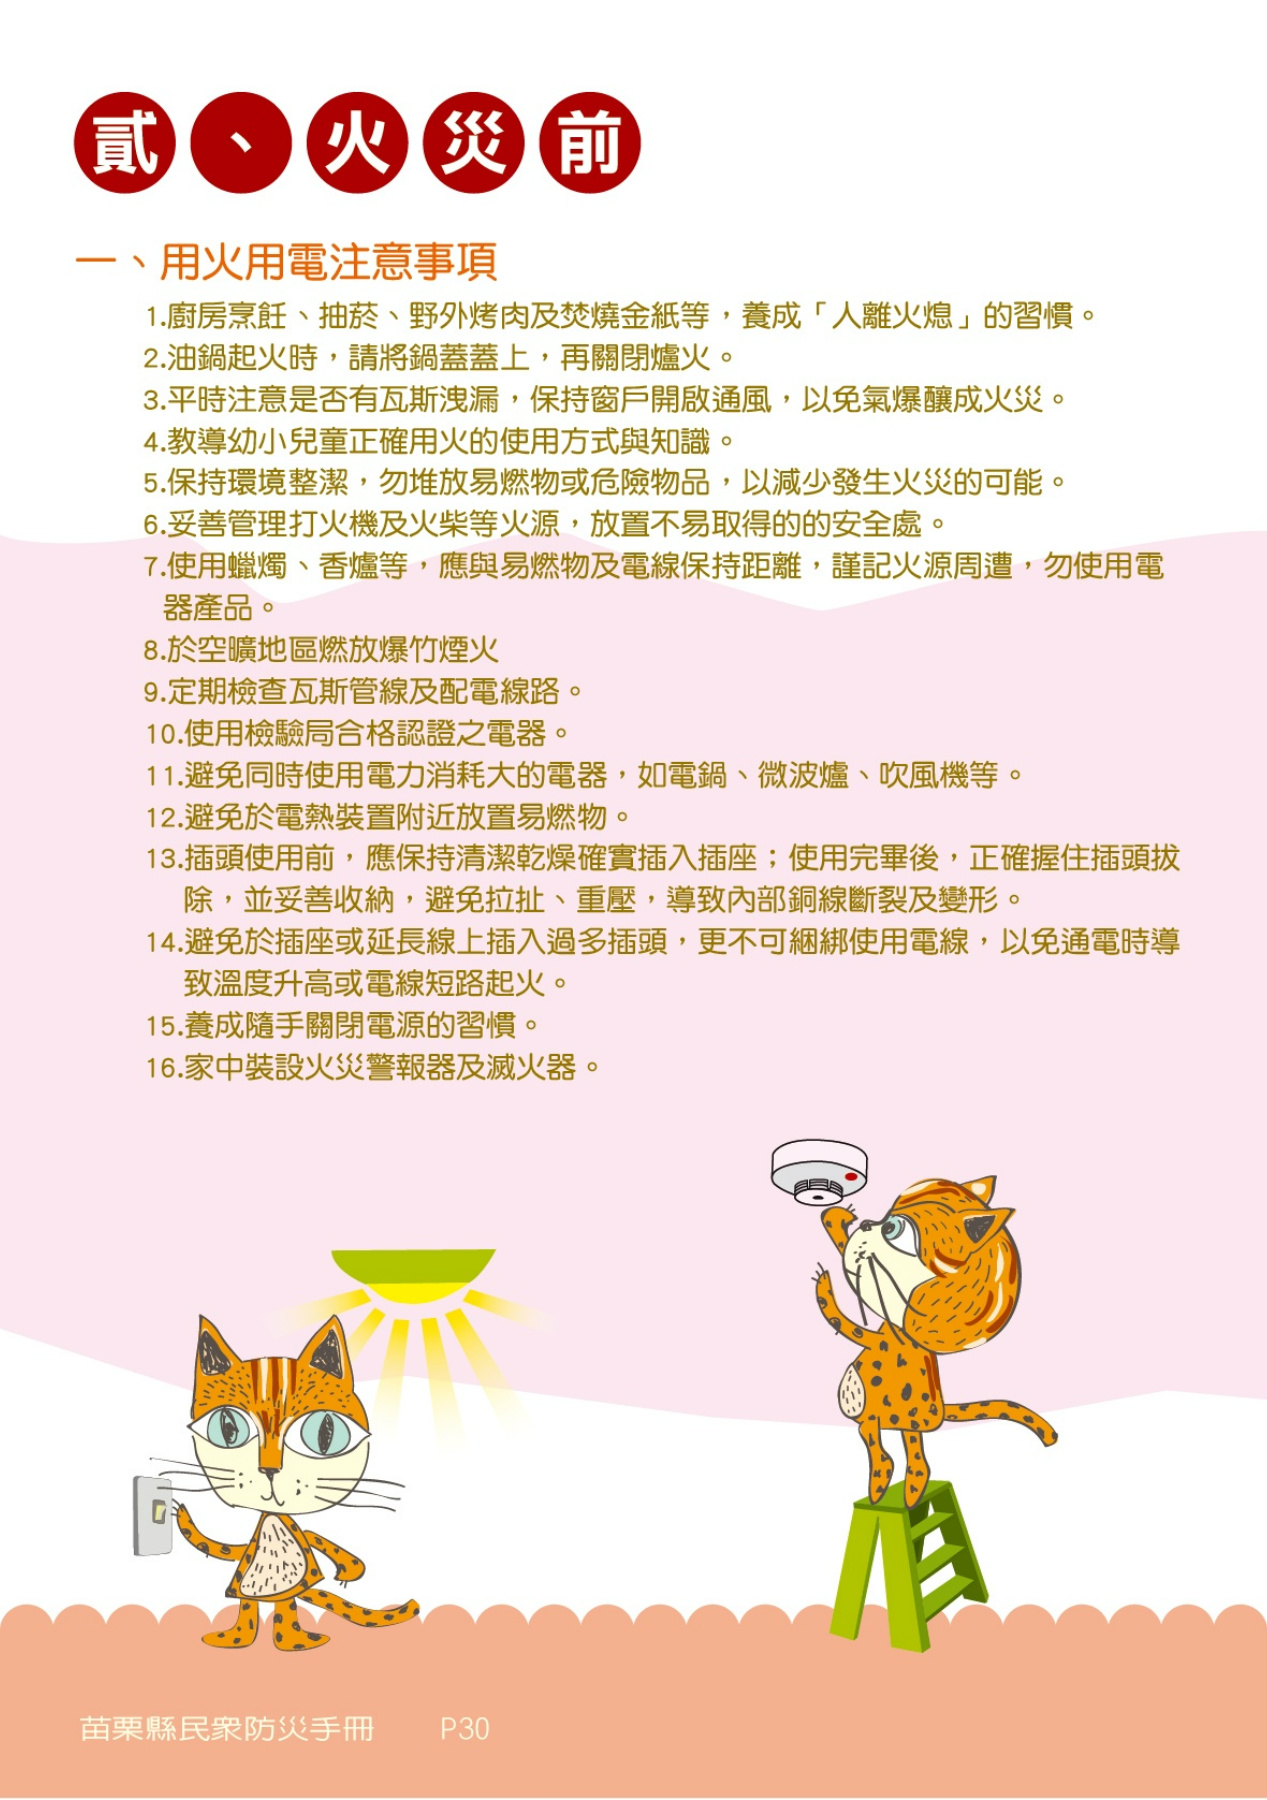 貳、火災前
一、用火用電注意事項
1.廚房烹飪、抽菸、野外烤肉及焚燒金紙等，養成「人離火熄」的習慣。
2.油鍋起火時，請將鍋蓋蓋上，再關閉爐火。
3.平時注意是否有瓦斯洩漏，保持窗戶開啟通風，以免氣爆釀成火災。
4.教導幼小兒童正確用火的使用方式與知識。
5.保持環境整潔，勿堆放易燃物或危險物品，以減少發生火災的可能。
6.妥善管理打火機及火柴等火源，放置不易取得的的安全處。
7.使用蠟燭、香爐等，應與易燃物及電線保持距離，謹記火源周遭，勿使用電
器產品。
8.於空曠地區燃放爆竹煙火
9.定期檢查瓦斯管線及配電線路。
10.使用檢驗局合格認證之電器。
11.避免同時使用電力消耗大的電器，如電鍋、微波爐、吹風機等。
12.避免於電熱裝置附近放置易燃物。
13.插頭使用前，應保持清潔乾燥確實插入插座；使用完畢後，正確握住插頭拔
除，並妥善收納，避免拉扯、重壓，導致內部銅線斷裂及變形。
14.避免於插座或延長線上插入過多插頭，更不可綑綁使用電線，以免通電時導
致溫度升高或電線短路起火。
15.養成隨手關閉電源的習慣。
16.家中裝設火災警報器及滅火器。
苗栗縣民眾防災手冊 P30